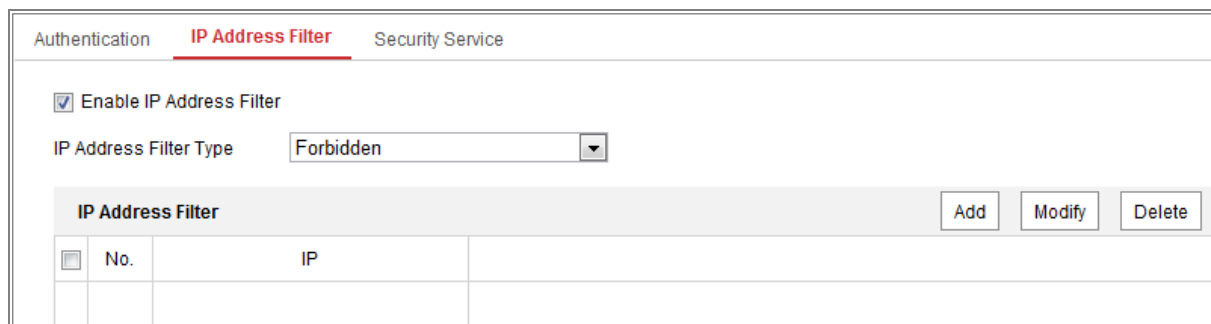 Authentication IP Address Filter Security Service
Enable IP Address Filter
IP Address Filter Type Forbidden
IP Address Filter Add Modify Delete
No. IP